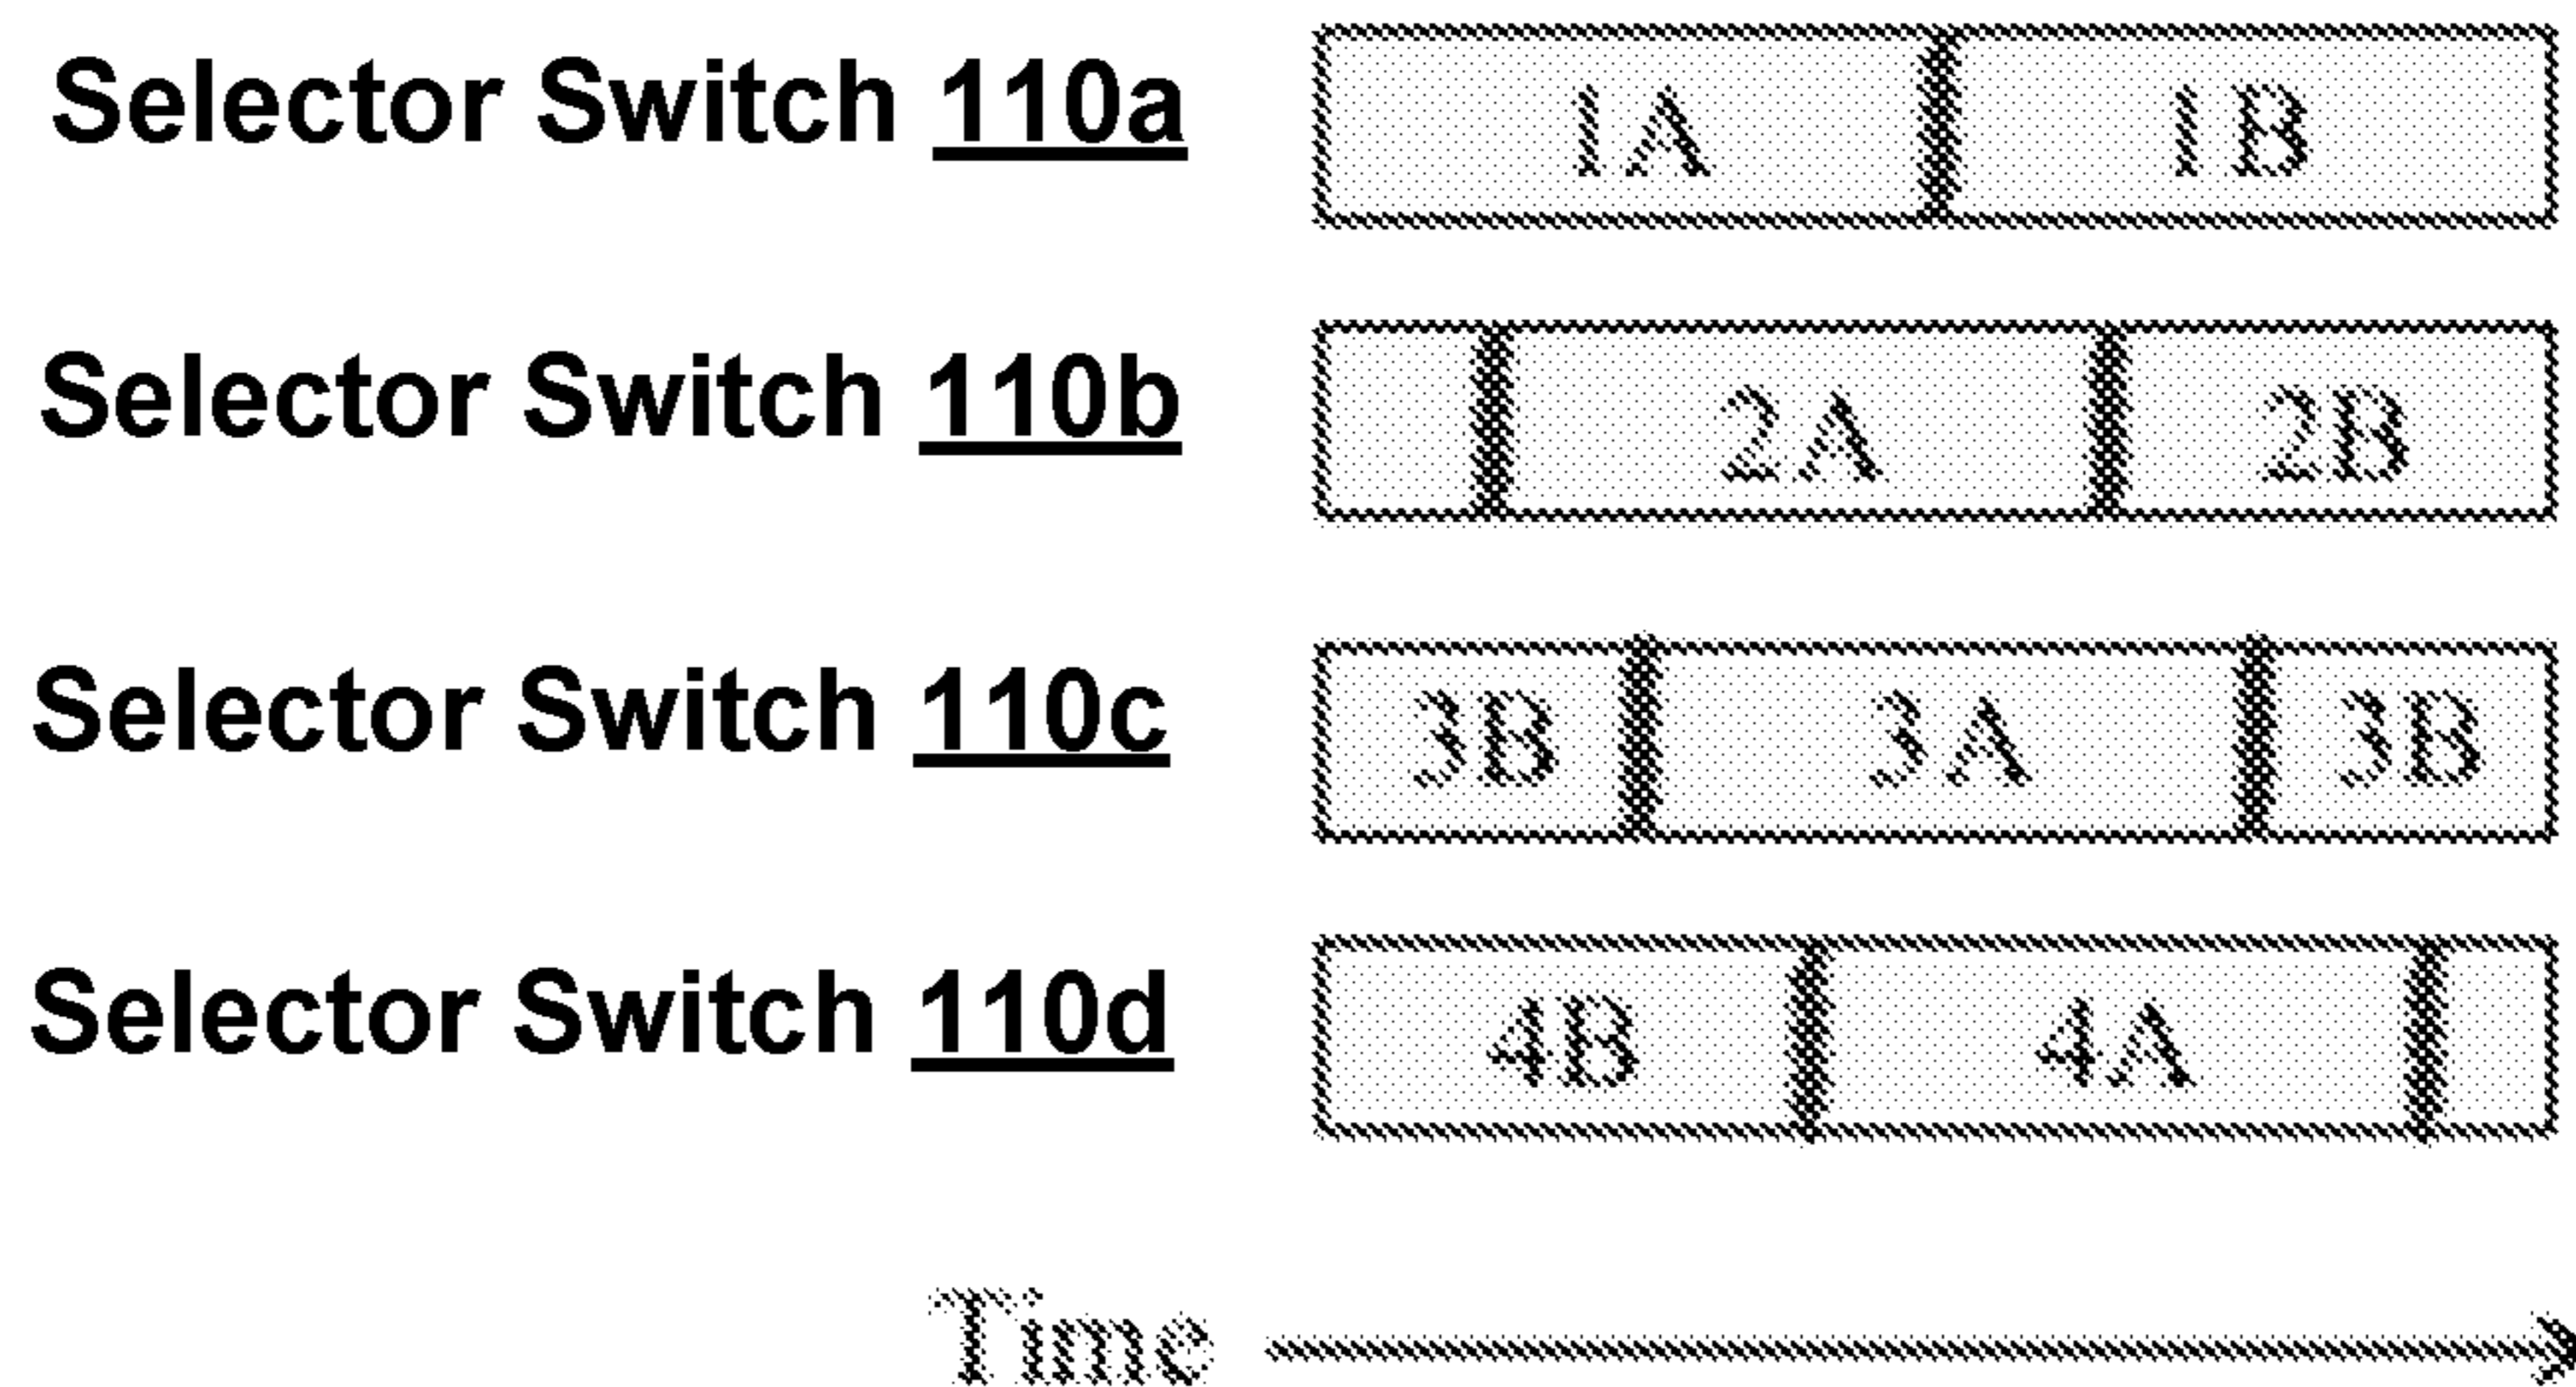 Selector Switch 110a 1A 1B
Selector Switch 110b 2A 2B
Selector Switch 110c 3B 3A 3B
Selector Switch 110d 4B 4A
Time